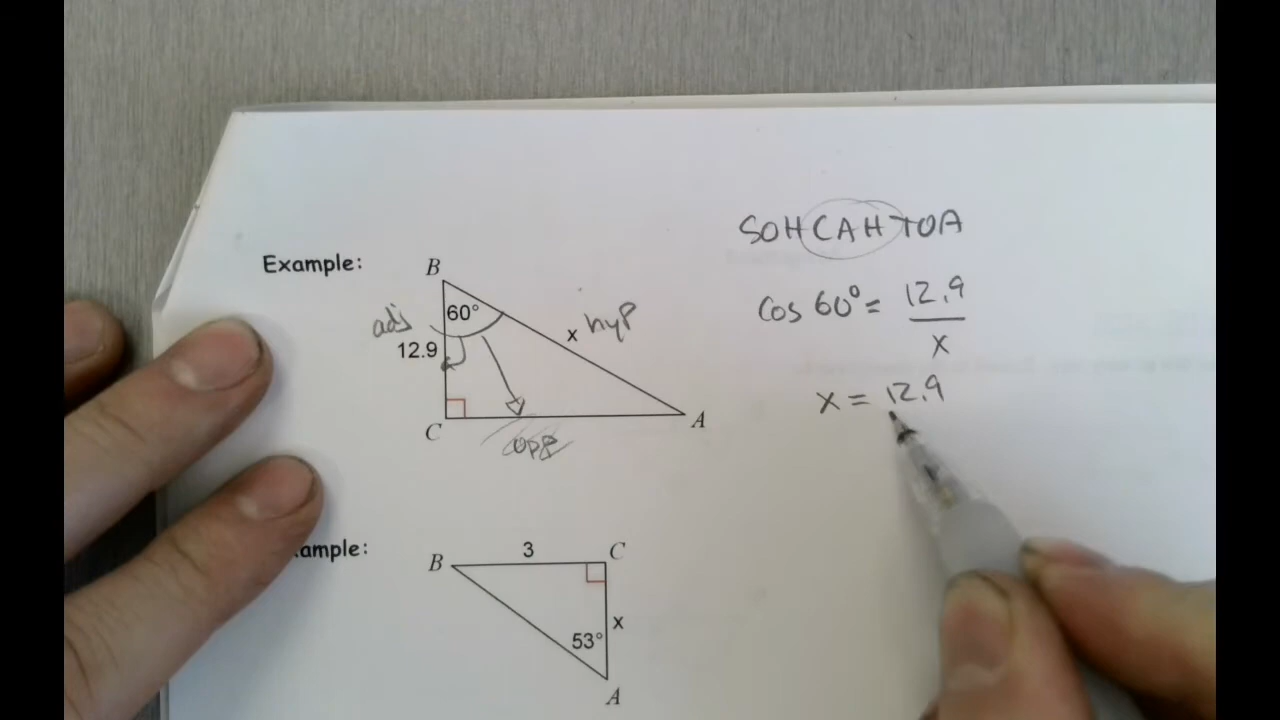 SOHCAHTOA
Example:
B
60°
adj
12.9
x hyp
C
A
opp
cos 60° = 12.9
x
x = 12.9
ample:
B
3
C
x
53°
A